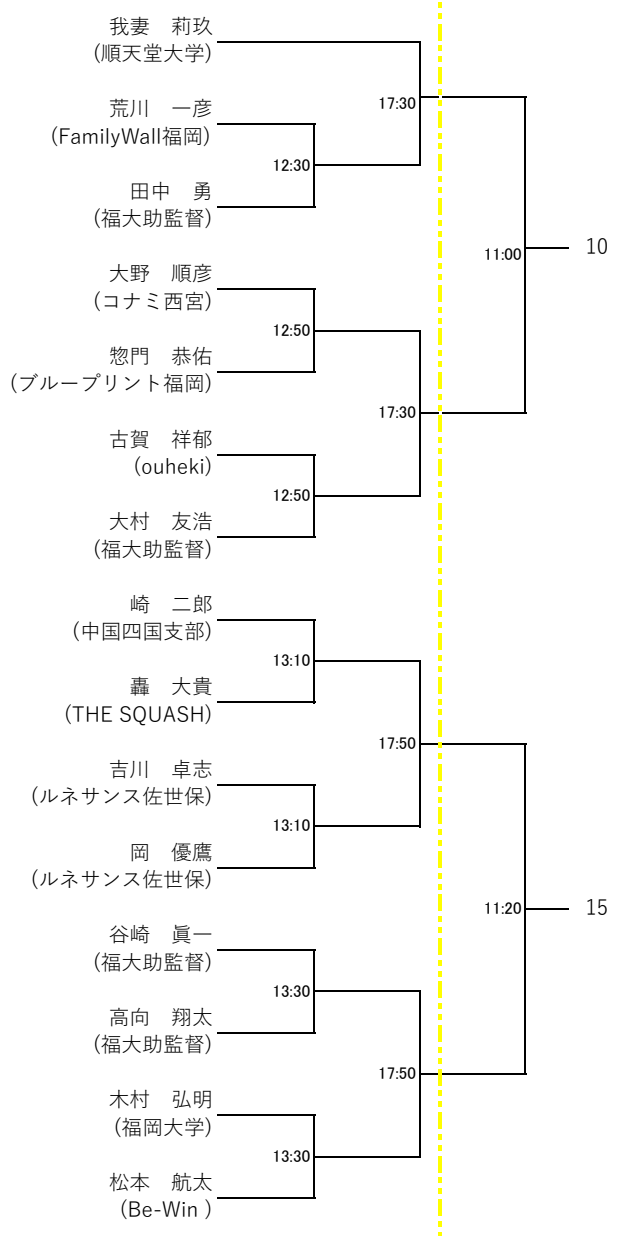 我妻　莉玖
(順天堂大学)
17:30
荒川　一彦
(FamilyWall福岡)
12:30
田中　勇
(福大助監督)
11:00
10
大野　順彦
(コナミ西宮)
12:50
惣門　恭佑
(ブループリント福岡)
17:30
古賀　祥郁
(ouheki)
12:50
大村　友浩
(福大助監督)
崎　二郎
(中国四国支部)
13:10
轟　大貴
(THE SQUASH)
17:50
吉川　卓志
(ルネサンス佐世保)
13:10
岡　優鷹
(ルネサンス佐世保)
11:20
15
谷崎　眞一
(福大助監督)
13:30
高向　翔太
(福大助監督)
17:50
木村　弘明
(福岡大学)
13:30
松本　航太
(Be-Win )